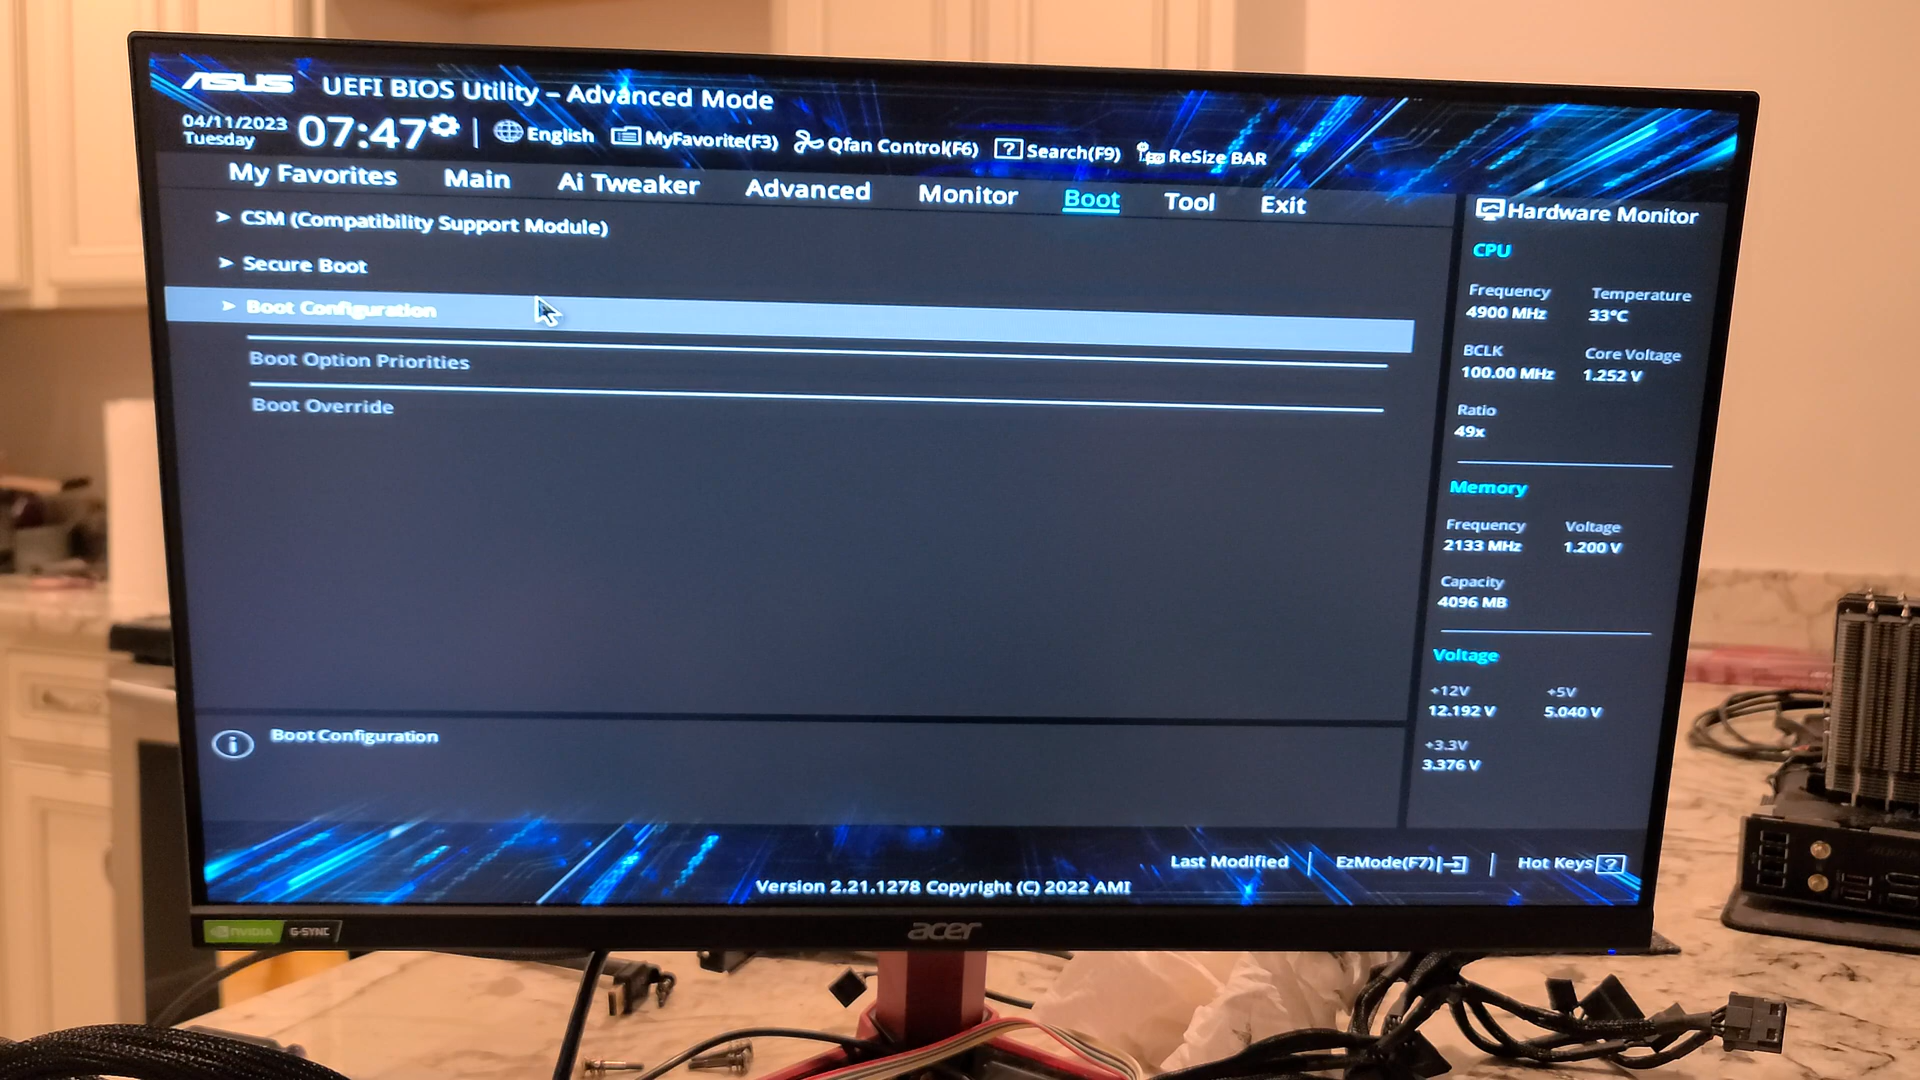 ASUS UEFI BIOS Utility – Advanced Mode
04/11/2023
Tuesday
07:47
English
MyFavorite(F3)
Qfan Control(F6)
? Search(F9)
ReSize BAR
My Favorites Main Ai Tweaker Advanced Monitor Boot Tool Exit
> CSM (Compatibility Support Module)
> Secure Boot
> Boot Configuration
Boot Option Priorities
Boot Override
i Boot Configuration
Hardware Monitor
CPU
Frequency Temperature
4900 MHz 33°C
BCLK Core Voltage
100.00 MHz 1.252 V
Ratio
49x
Memory
Frequency Voltage
2133 MHz 1.200 V
Capacity
4096 MB
Voltage
+12V +5V
12.192 V 5.040 V
+3.3V
3.376 V
Last Modified | EzMode(F7) | Hot Keys ?
Version 2.21.1278 Copyright (C) 2022 AMI
NVIDIA G-SYNC
acer